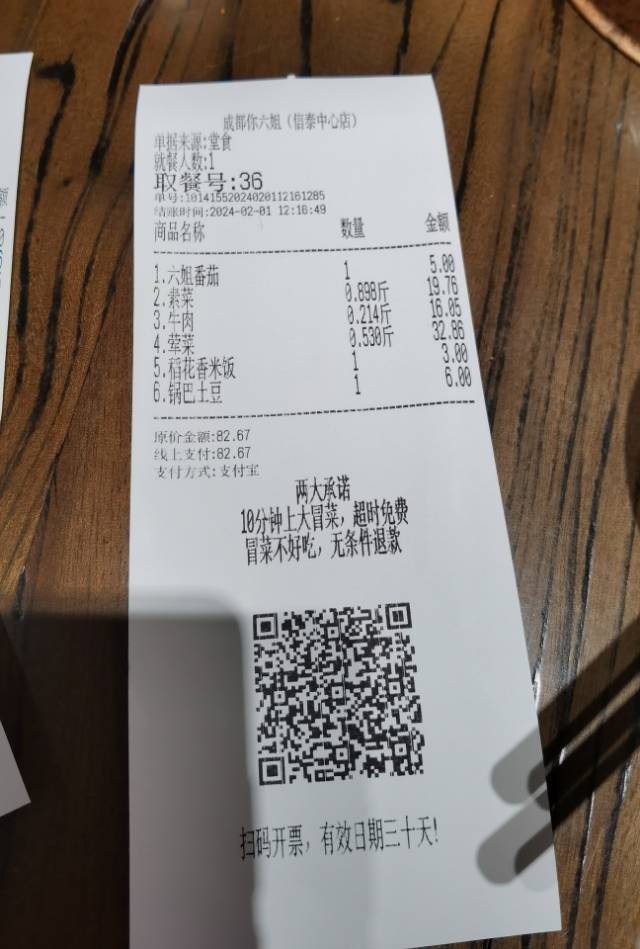 成都你六姐（信泰中心店）
单据来源:堂食
就餐人数:1
取餐号:36
单号:10141552024020112161285
结账时间:2024-02-01 12:16:49
商品名称 数量 金额
1.六姐番茄 1 5.00
2.素菜 0.898斤 19.76
3.牛肉 0.214斤 16.05
4.荤菜 0.530斤 32.86
5.稻花香米饭 1 3.00
6.锅巴土豆 1 6.00
原价金额:82.67
线上支付:82.67
支付方式:支付宝
两大承诺
10分钟上大冒菜，超时免费
冒菜不好吃，无条件退款
扫码开票，有效日期三十天!